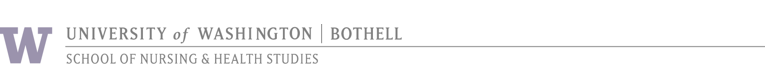 W UNIVERSITY of WASHINGTON | BOTHELL
SCHOOL OF NURSING & HEALTH STUDIES